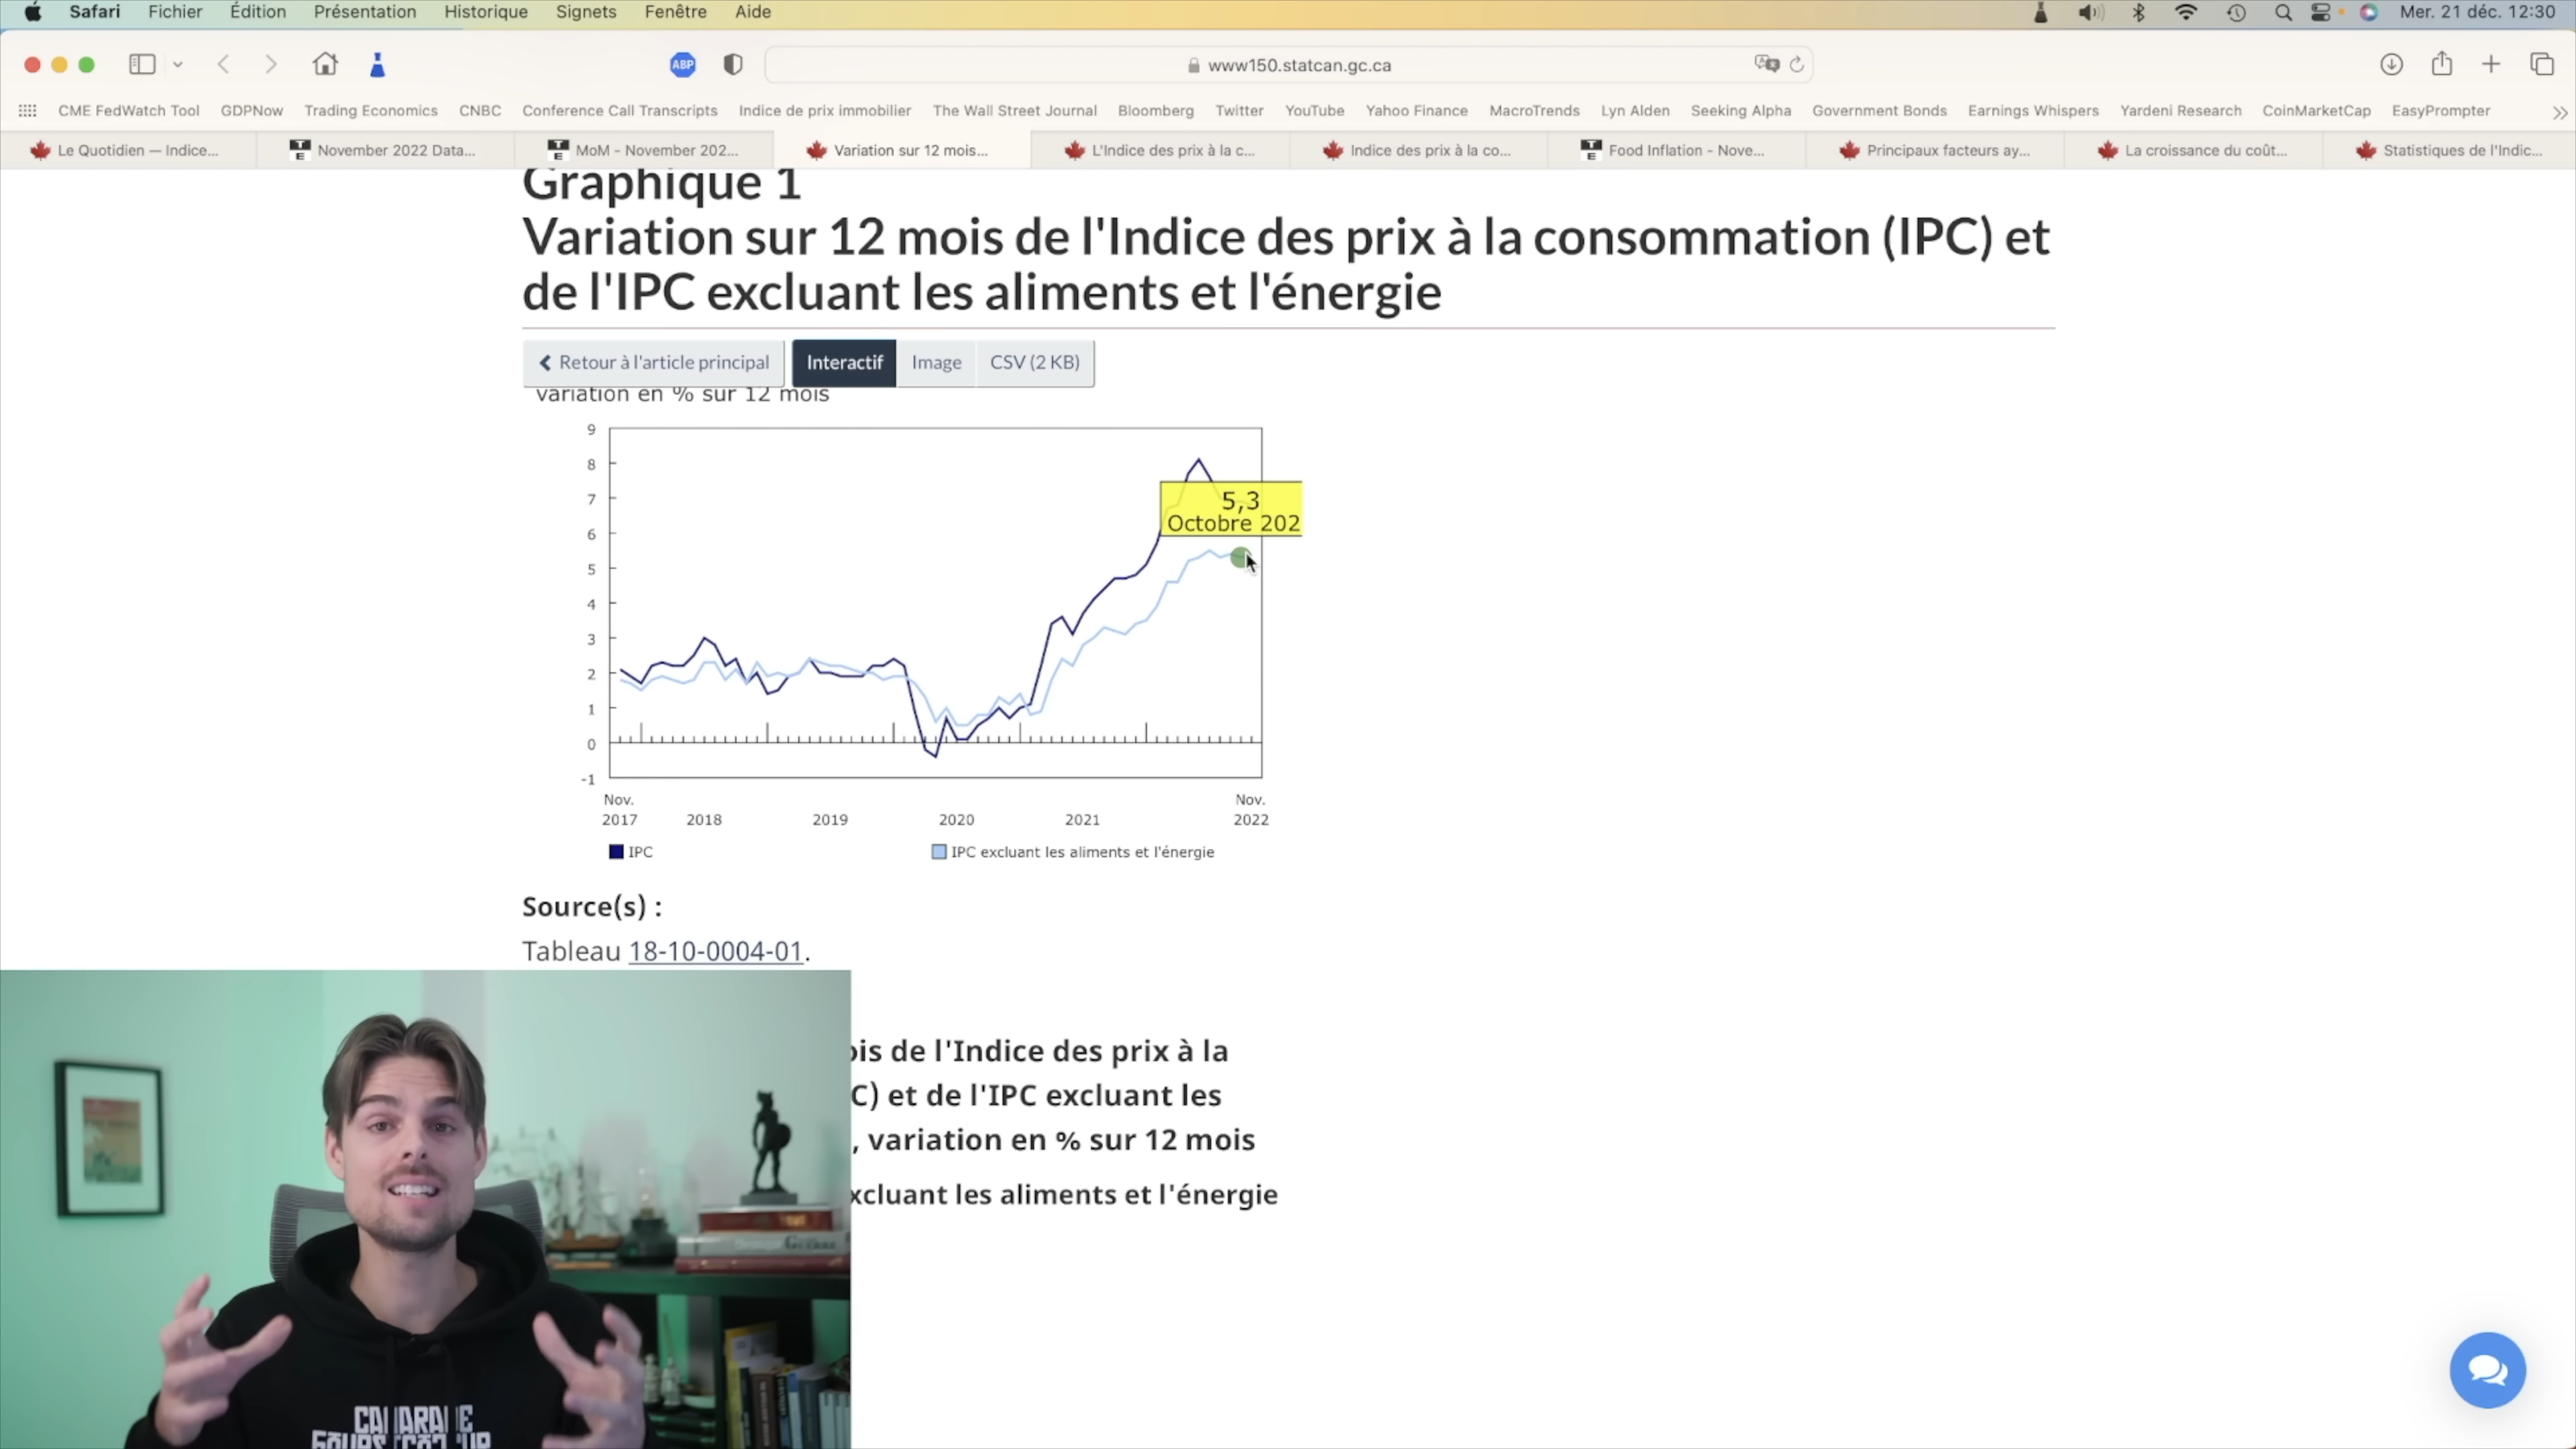 Safari Fichier Édition Présentation Historique Signets Fenêtre Aide
Mer. 21 déc. 12:30
ABP
www150.statcan.gc.ca
CME FedWatch Tool GDPNow Trading Economics CNBC Conference Call Transcripts Indice de prix immobilier The Wall Street Journal Bloomberg Twitter YouTube Yahoo Finance MacroTrends Lyn Alden Seeking Alpha Government Bonds Earnings Whispers Yardeni Research CoinMarketCap EasyPrompter
Le Quotidien — Indice... TE November 2022 Data... TE MoM - November 202... Variation sur 12 mois... L'Indice des prix à la c... Indice des prix à la co... TE Food Inflation - Nove... Principaux facteurs ay... La croissance du coût... Statistiques de l'Indic...
Graphique 1
Variation sur 12 mois de l'Indice des prix à la consommation (IPC) et
de l'IPC excluant les aliments et l'énergie
Retour à l'article principal Interactif Image CSV (2 KB)
variation en % sur 12 mois
9
8
7
6
5
4
3
2
1
0
-1
5,3
Octobre 202
Nov. Nov.
2017 2018 2019 2020 2021 2022
IPC IPC excluant les aliments et l'énergie
Source(s) :
Tableau 18-10-0004-01.
ois de l'Indice des prix à la
C) et de l'IPC excluant les
, variation en % sur 12 mois
xcluant les aliments et l'énergie